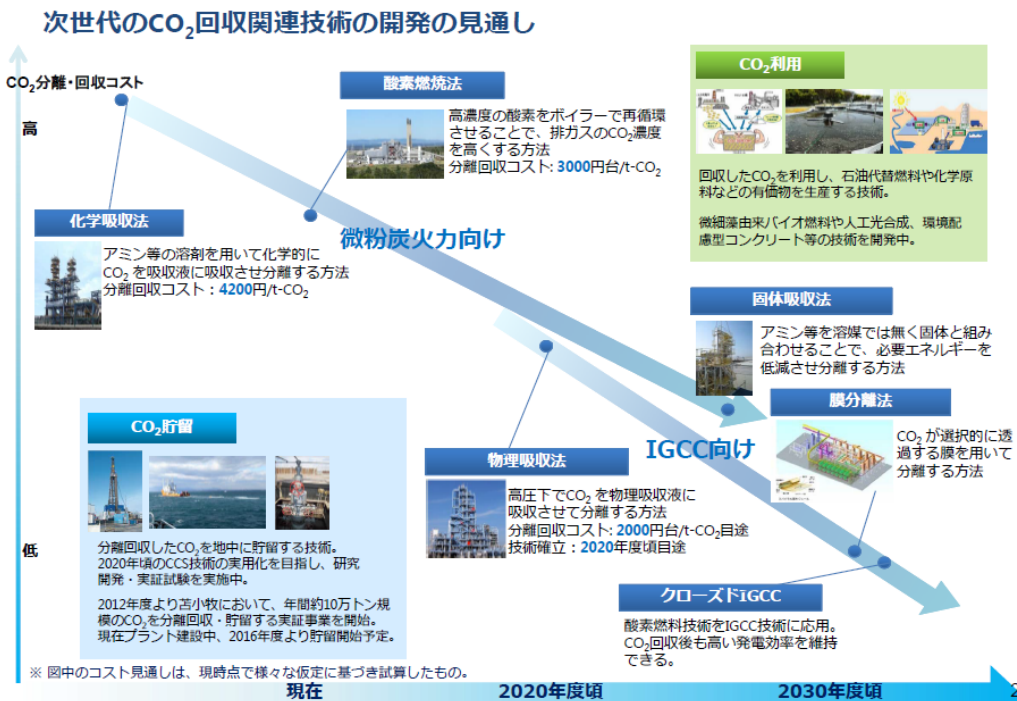 次世代のCO2回収関連技術の開発の見通し
CO2分離・回収コスト
高
低
酸素燃焼法
高濃度の酸素をボイラーで再循環
させることで、排ガスのCO2濃度
を高くする方法
分離回収コスト: 3000円台/t-CO2
CO2利用
回収したCO2を利用し、石油代替燃料や化学原
料などの有価物を生産する技術。
微細藻由来バイオ燃料や人工光合成、環境配
慮型コンクリート等の技術を開発中。
化学吸収法
アミン等の溶剤を用いて化学的に
CO2 を吸収液に吸収させ分離する方法
分離回収コスト：4200円/t-CO2
微粉炭火力向け
固体吸収法
アミン等を溶媒では無く固体と組み
合わせることで、必要エネルギーを
低減させ分離する方法
膜分離法
CO2 が選択的に透
過する膜を用いて
分離する方法
IGCC向け
CO2貯留
分離回収したCO2を地中に貯留する技術。
2020年頃のCCS技術の実用化を目指し、研究
開発・実証試験を実施中。
2012年度より苫小牧において、年間約10万トン規
模のCO2を分離回収・貯留する実証事業を開始。
現在プラント建設中、2016年度より貯留開始予定。
物理吸収法
高圧下でCO2 を物理吸収液に
吸収させて分離する方法
分離回収コスト: 2000円台/t-CO2目途
技術確立：2020年度頃目途
クローズドIGCC
酸素燃料技術をIGCC技術に応用。
CO2回収後も高い発電効率を維持
できる。
※ 図中のコスト見通しは、現時点で様々な仮定に基づき試算したもの。
現在
2020年度頃
2030年度頃
2